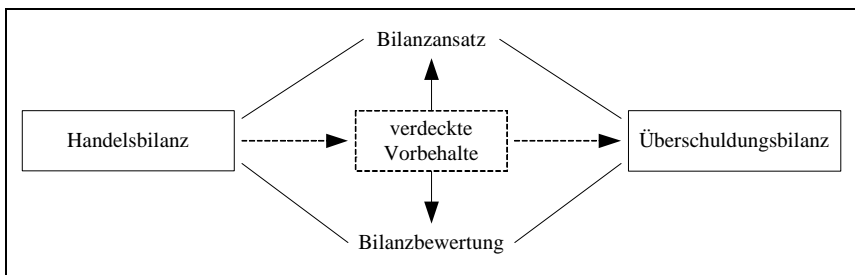 Bilanzansatz
Handelsbilanz
verdeckte
Vorbehalte
Überschuldungsbilanz
Bilanzbewertung